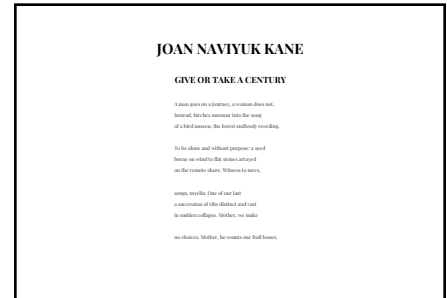 JOAN NAVIYUK KANE
GIVE OR TAKE A CENTURY
A man goes on a journey, a woman does not.
Instead, birches murmur into the song
of a bird unseen, the forest endlessly receding.
To be alone and without purpose: a seed
borne on wind to flat stones arrayed
on the remote shore. Witness to news,
songs, myelin. One of our last
a succession of ribs distinct and vast
in sudden collapse. Mother, we make
no choices. Mother, he counts our frail bones.